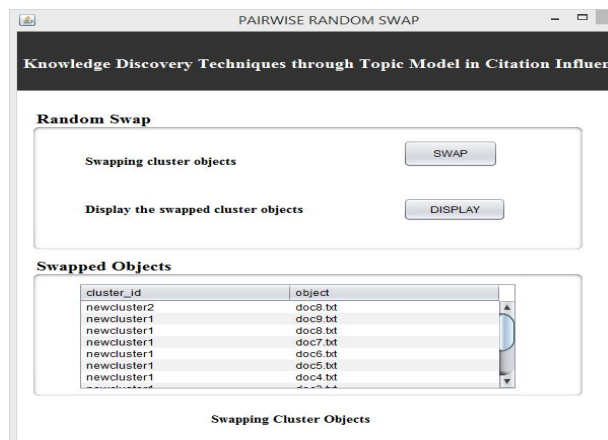 PAIRWISE RANDOM SWAP
Knowledge Discovery Techniques through Topic Model in Citation Influen
Random Swap
Swapping cluster objects SWAP
Display the swapped cluster objects DISPLAY
Swapped Objects
cluster_id object
newcluster2 doc8.txt
newcluster1 doc9.txt
newcluster1 doc8.txt
newcluster1 doc7.txt
newcluster1 doc6.txt
newcluster1 doc5.txt
newcluster1 doc4.txt
Swapping Cluster Objects